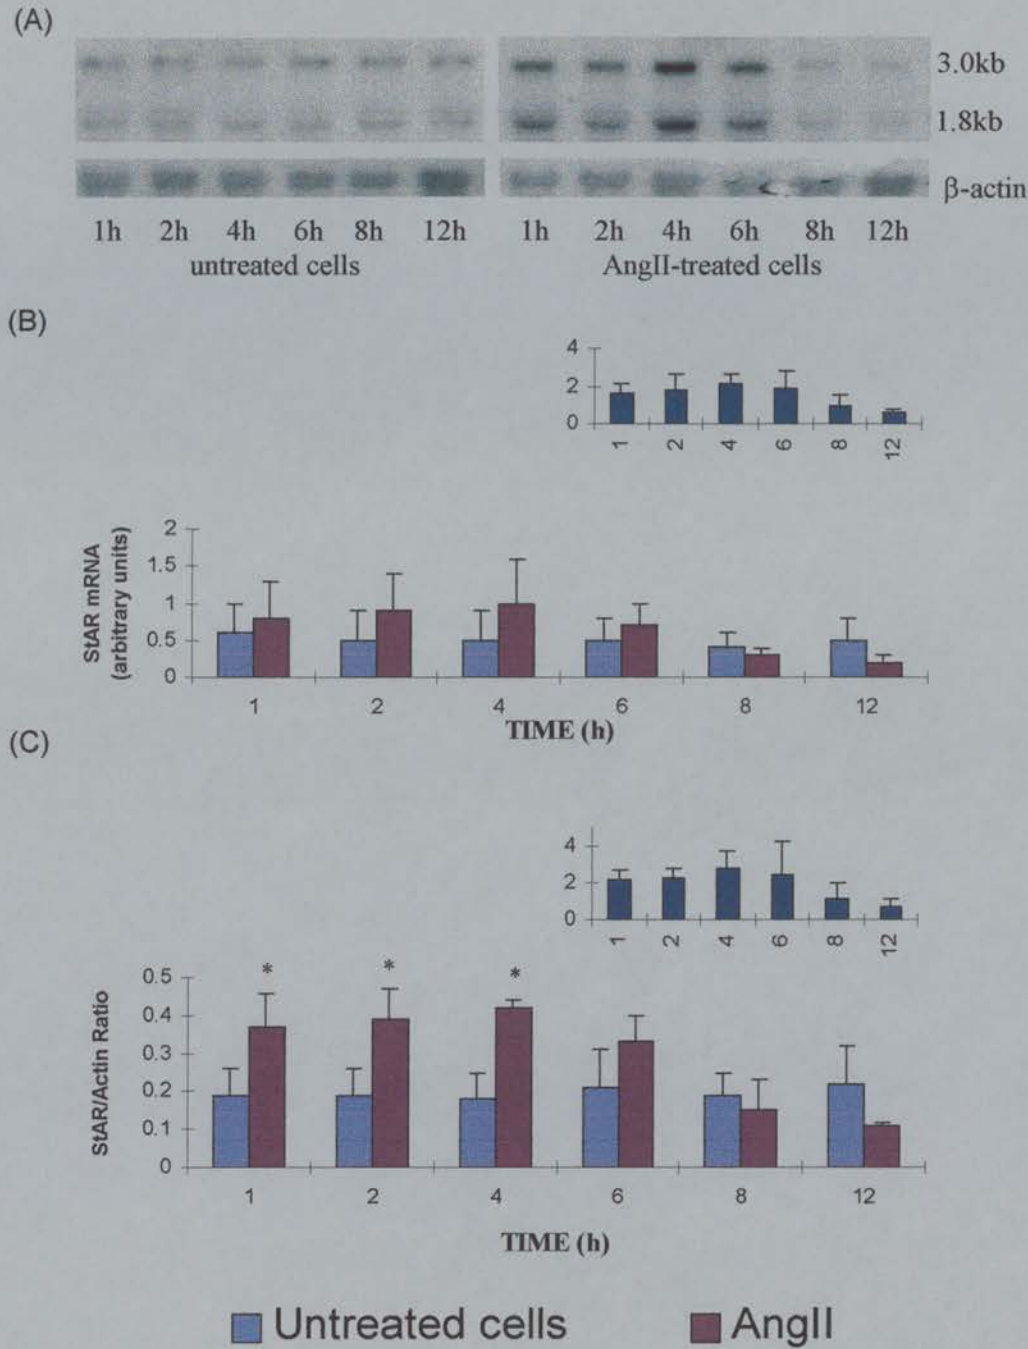 (A)
3.0kb
1.8kb
β-actin
1h 2h 4h 6h 8h 12h 1h 2h 4h 6h 8h 12h
untreated cells AngII-treated cells
(B)
4
2
0
1 2 4 6 8 12
StAR mRNA
(arbitrary units)
2
1.5
1
0.5
0
1 2 4 6 8 12
TIME (h)
(C)
4
2
0
1 2 4 6 8 12
StAR/Actin Ratio
0.5
0.4
0.3
0.2
0.1
0
* * *
1 2 4 6 8 12
TIME (h)
Untreated cells AngII